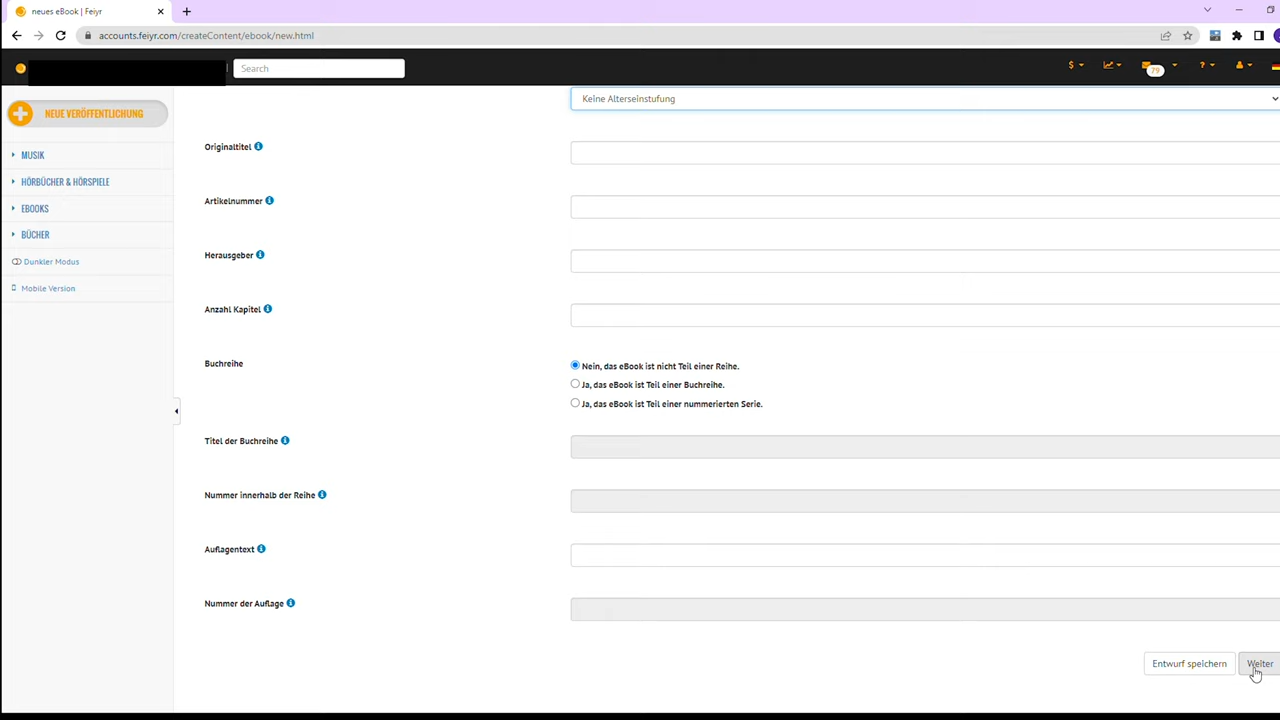 neues eBook | Feiyr
accounts.feiyr.com/createContent/ebook/new.html
Search
$
79
?
NEUE VERÖFFENTLICHUNG
MUSIK
HÖRBÜCHER & HÖRSPIELE
EBOOKS
BÜCHER
Dunkler Modus
Mobile Version
Keine Alterseinstufung
Originaltitel
Artikelnummer
Herausgeber
Anzahl Kapitel
Buchreihe
Nein, das eBook ist nicht Teil einer Reihe.
Ja, das eBook ist Teil einer Buchreihe.
Ja, das eBook ist Teil einer nummerierten Serie.
Titel der Buchreihe
Nummer innerhalb der Reihe
Auflagentext
Nummer der Auflage
Entwurf speichern
Weiter